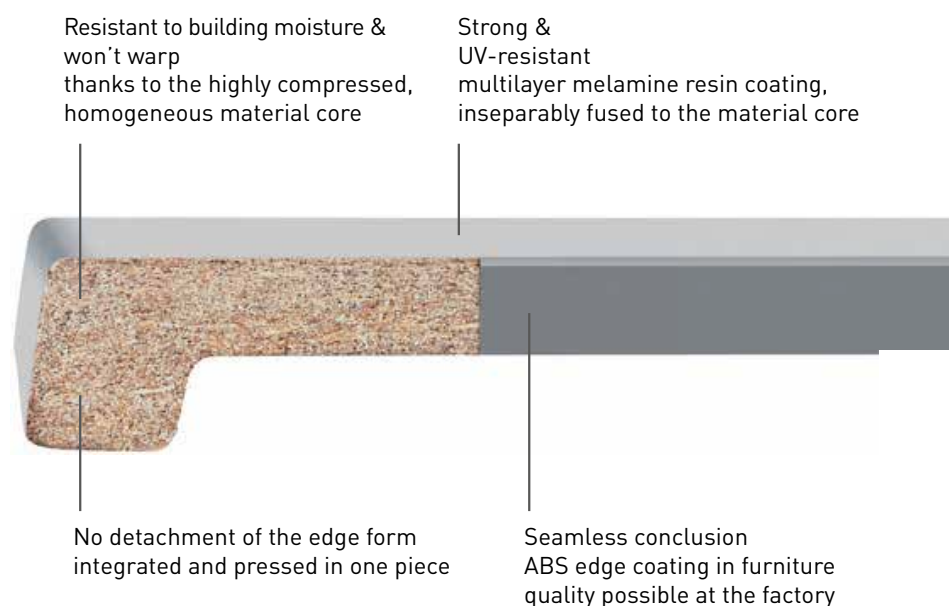 Resistant to building moisture &
won't warp
thanks to the highly compressed,
homogeneous material core
Strong &
UV-resistant
multilayer melamine resin coating,
inseparably fused to the material core
No detachment of the edge form
integrated and pressed in one piece
Seamless conclusion
ABS edge coating in furniture
quality possible at the factory